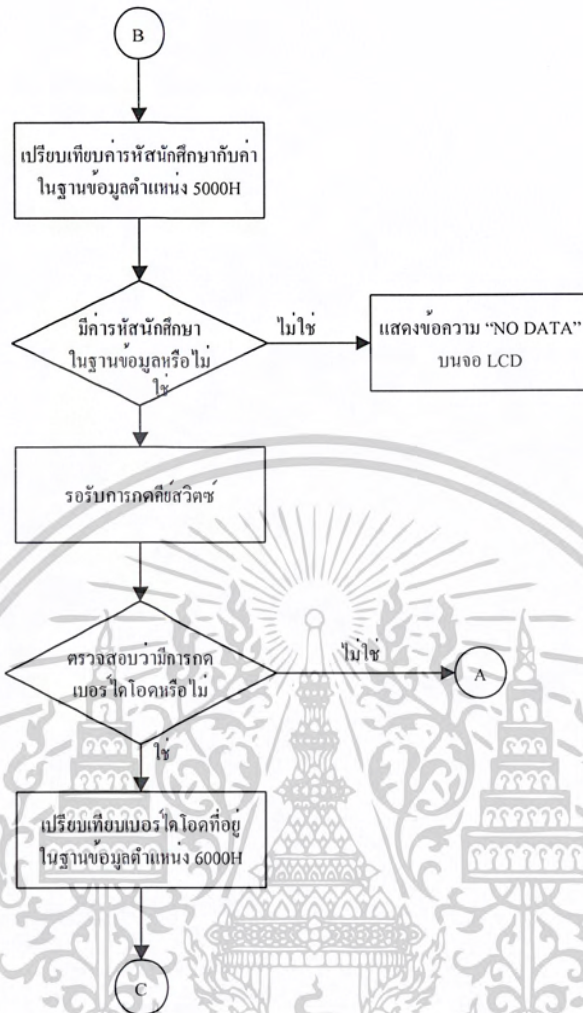 B
เปรียบเทียบค่ารหัสนักศึกษากับค่า
ในฐานข้อมูลตำแหน่ง 5000H
มีค่ารหัสนักศึกษา
ในฐานข้อมูลหรือไม่
ไม่ใช่
แสดงข้อความ “NO DATA”
บนจอ LCD
ใช่
รอรับการกดคีย์สวิตซ์
ตรวจสอบว่ามีการกด
เบอร์ไดโอดหรือไม่
ไม่ใช่
A
ใช่
เปรียบเทียบเบอร์ไดโอดที่อยู่
ในฐานข้อมูลตำแหน่ง 6000H
C